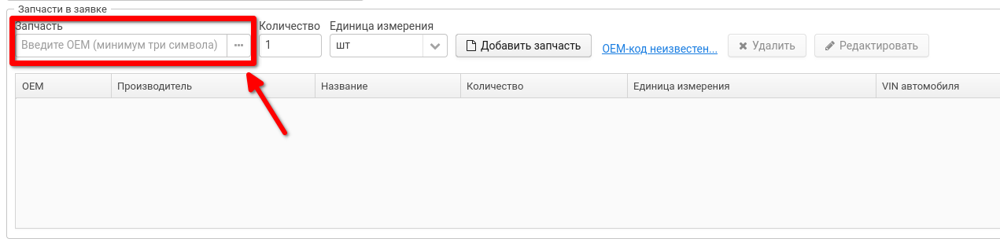 Запчасти в заявке
Запчасть Количество Единица измерения
Введите OEM (минимум три символа) ... 1 шт Добавить запчасть OEM-код неизвестен... Удалить Редактировать
OEM Производитель Название Количество Единица измерения VIN автомобиля